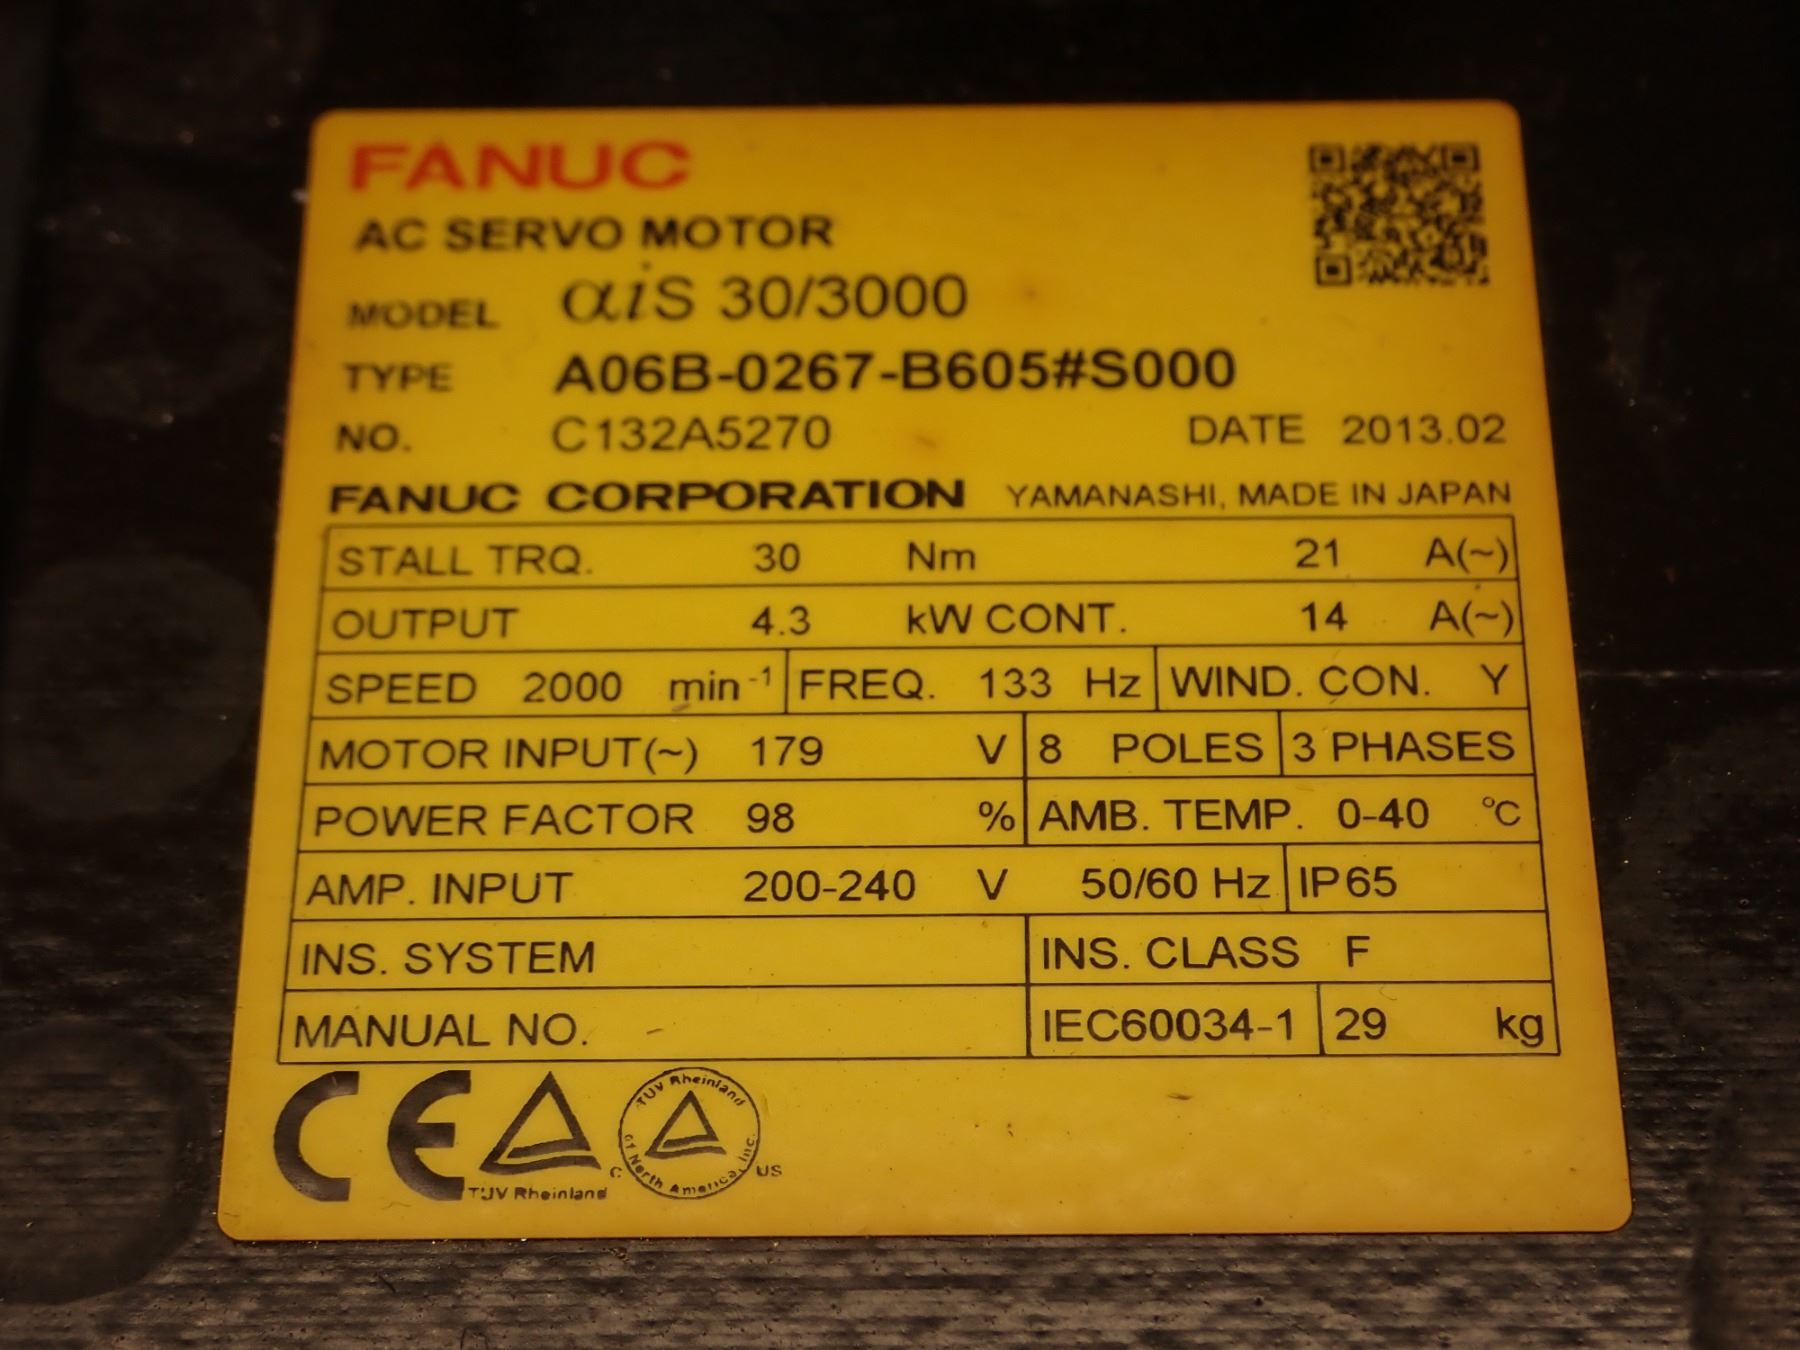 FANUC
AC SERVO MOTOR
MODEL αiS 30/3000
TYPE A06B-0267-B605#S000
NO. C132A5270 DATE 2013.02
FANUC CORPORATION YAMANASHI, MADE IN JAPAN
STALL TRQ. 30 Nm 21 A(~)
OUTPUT 4.3 kW CONT. 14 A(~)
SPEED 2000 min⁻¹ FREQ. 133 Hz WIND. CON. Y
MOTOR INPUT(~) 179 V 8 POLES 3 PHASES
POWER FACTOR 98 % AMB. TEMP. 0-40 °C
AMP. INPUT 200-240 V 50/60 Hz IP65
INS. SYSTEM INS. CLASS F
MANUAL NO. IEC60034-1 29 kg
CE
TÜV Rheinland
TÜV Rheinland
of North America, Inc.
C US